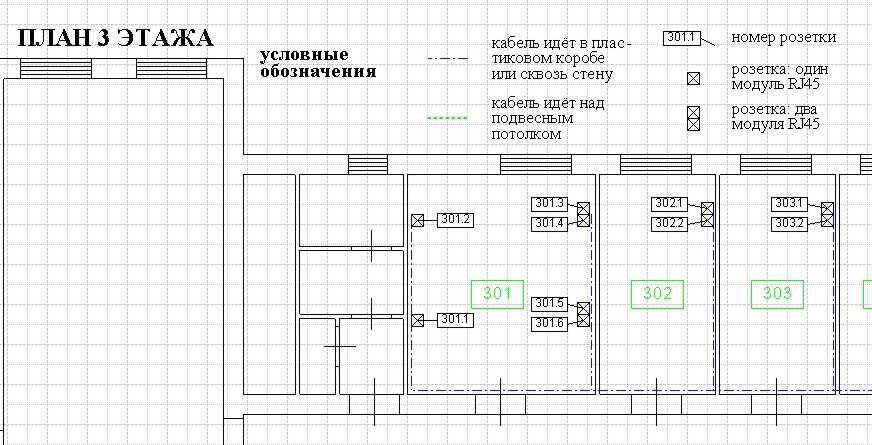 ПЛАН 3 ЭТАЖА
условные
обозначения
кабель идёт в плас-
тиковом коробе
или сквозь стену
кабель идёт над
подвесным
потолком
301.1
номер розетки
розетка: один
модуль RJ45
розетка: два
модуля RJ45
301.2
301.3
301.4
302.1
302.2
303.1
303.2
301
302
303
301.5
301.1
301.6